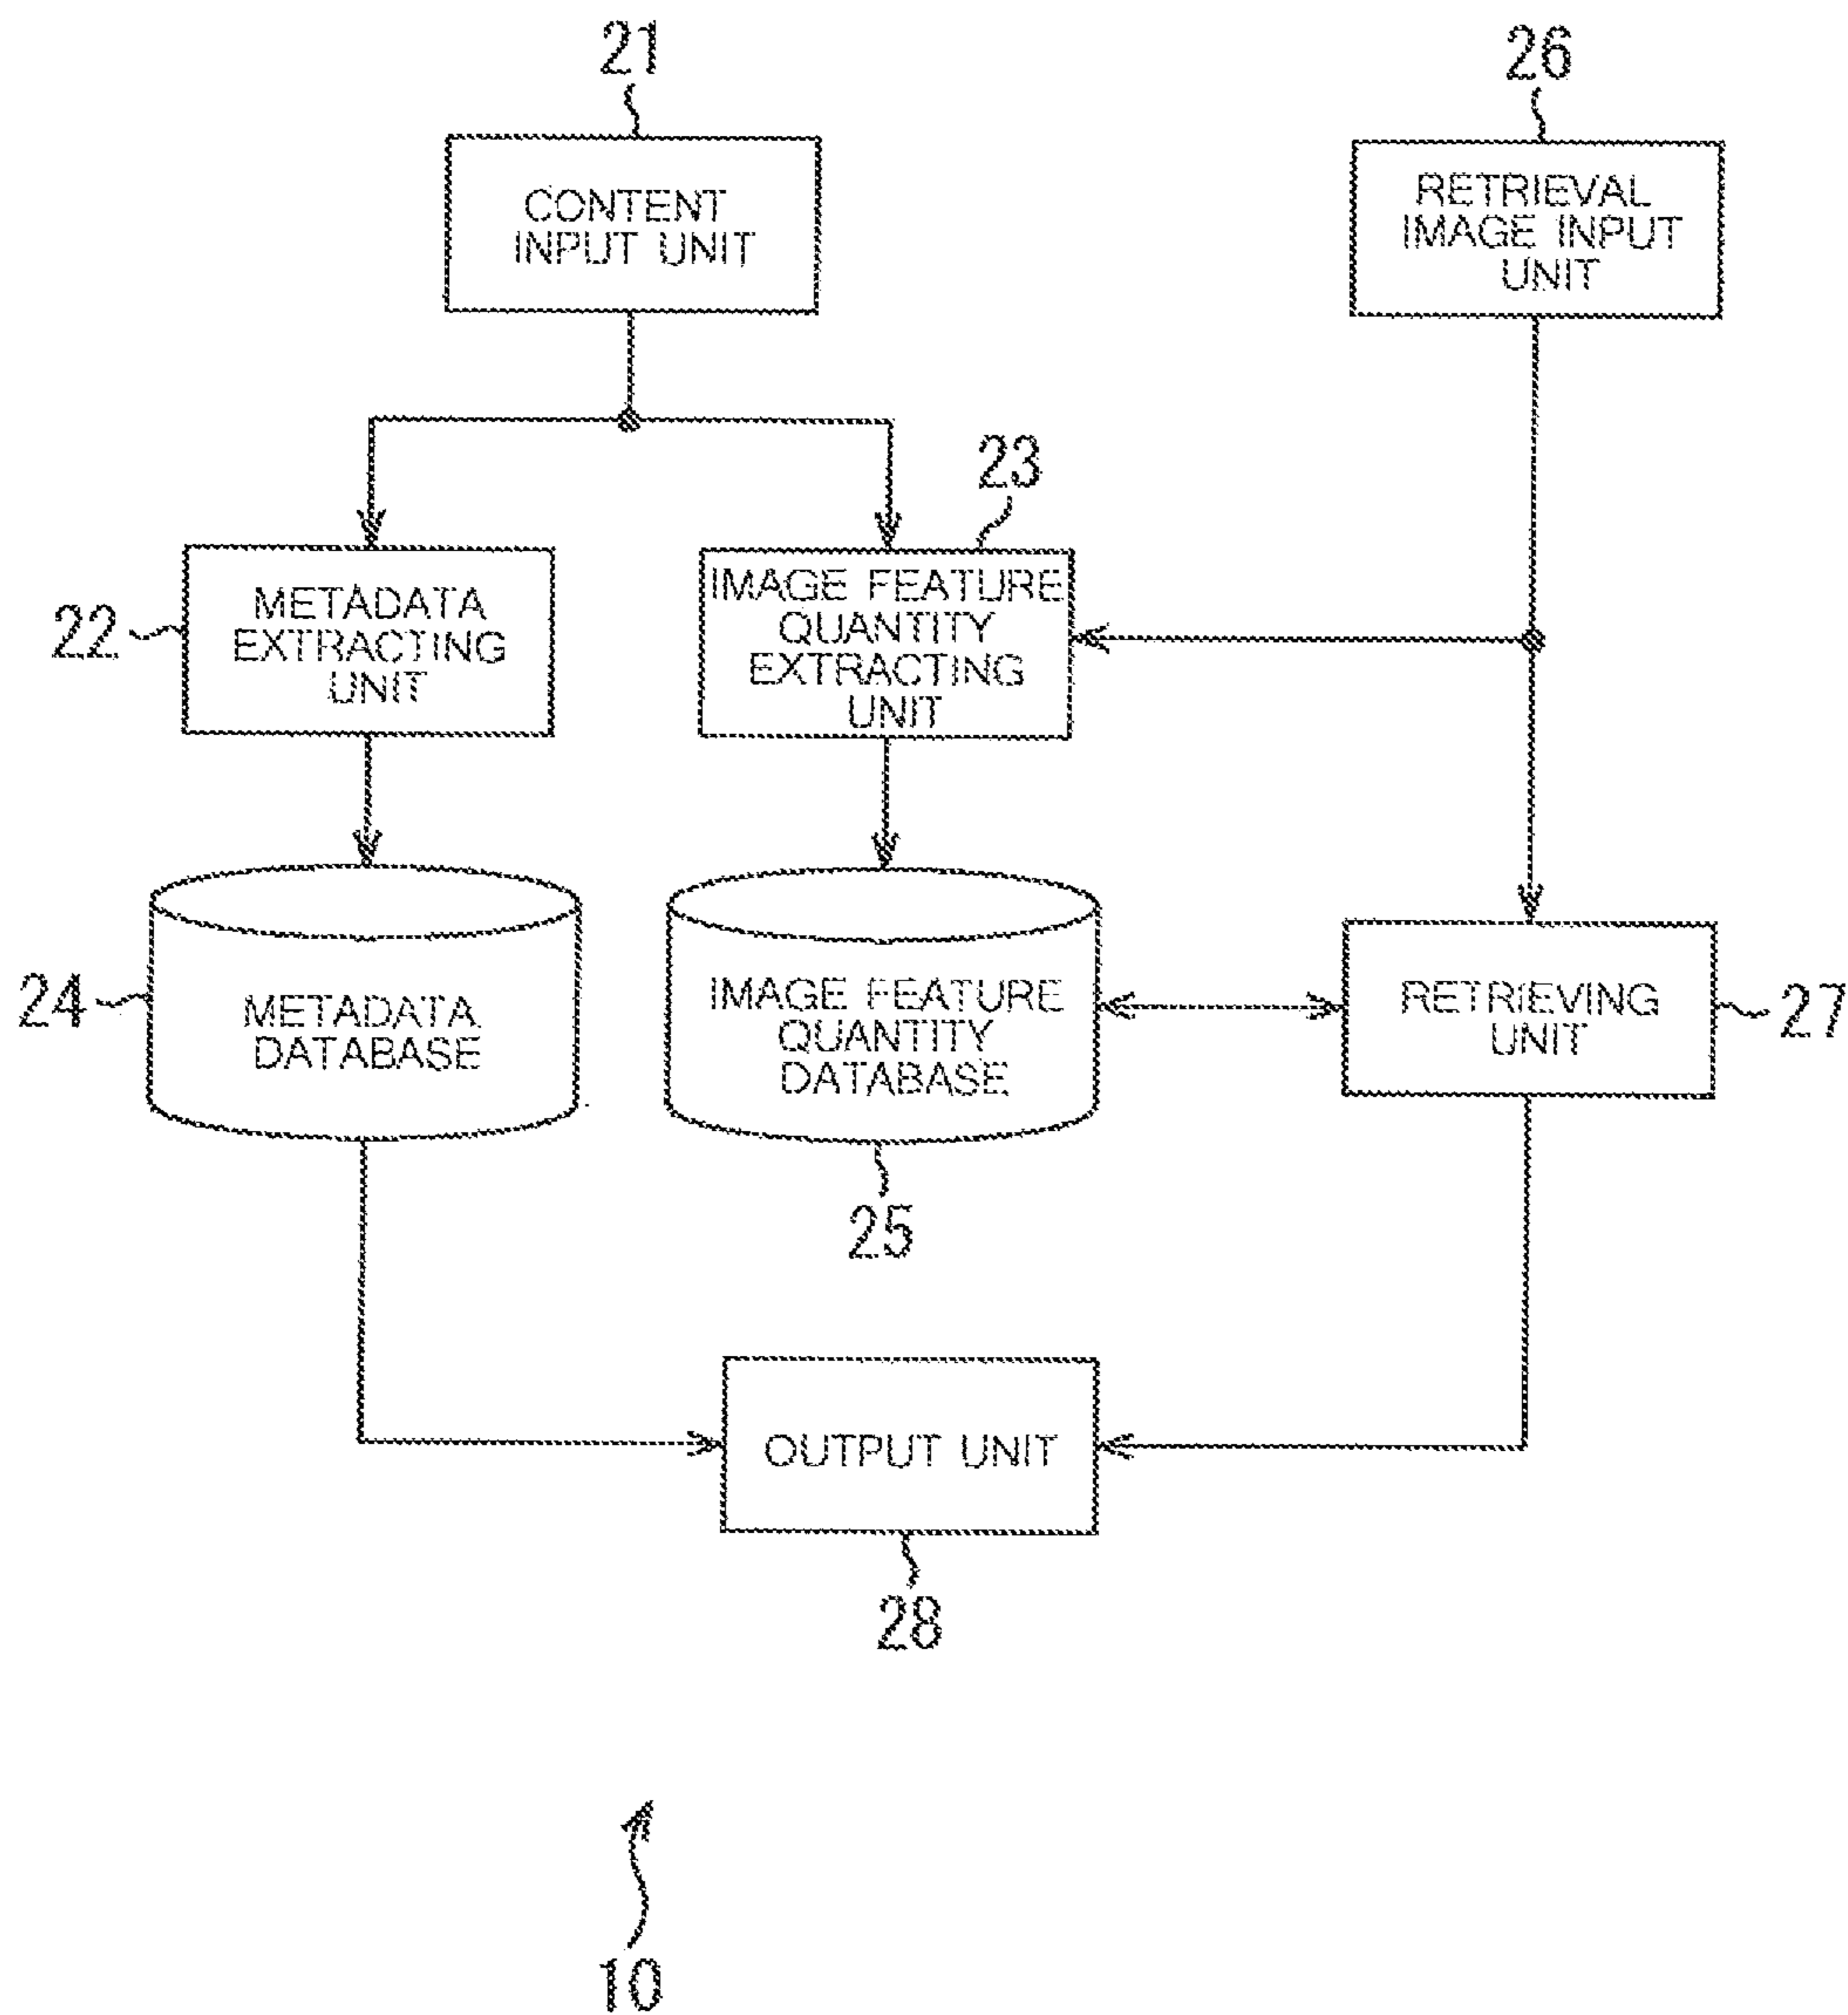 21
26
CONTENT
INPUT UNIT
RETRIEVAL
IMAGE INPUT
UNIT
23
22
METADATA
EXTRACTING
UNIT
IMAGE FEATURE
QUANTITY
EXTRACTING
UNIT
24
METADATA
DATABASE
IMAGE FEATURE
QUANTITY
DATABASE
RETRIEVING
UNIT
27
25
OUTPUT UNIT
28
10